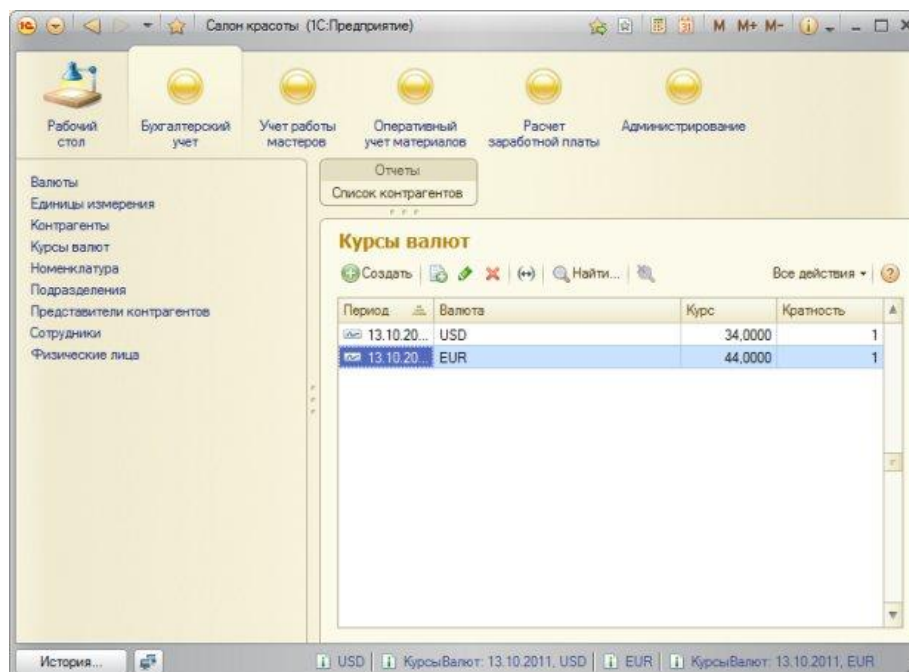 Салон красоты (1С:Предприятие)
M M+ M-
Рабочий стол
Бухгалтерский учет
Учет работы мастеров
Оперативный учет материалов
Расчет заработной платы
Администрирование
Валюты
Единицы измерения
Контрагенты
Курсы валют
Номенклатура
Подразделения
Представители контрагентов
Сотрудники
Физические лица
Отчеты
Список контрагентов
Курсы валют
Создать Найти... Все действия
Период Валюта Курс Кратность
13.10.20... USD 34,0000 1
13.10.20... EUR 44,0000 1
История... USD КурсыВалют: 13.10.2011, USD EUR КурсыВалют: 13.10.2011, EUR